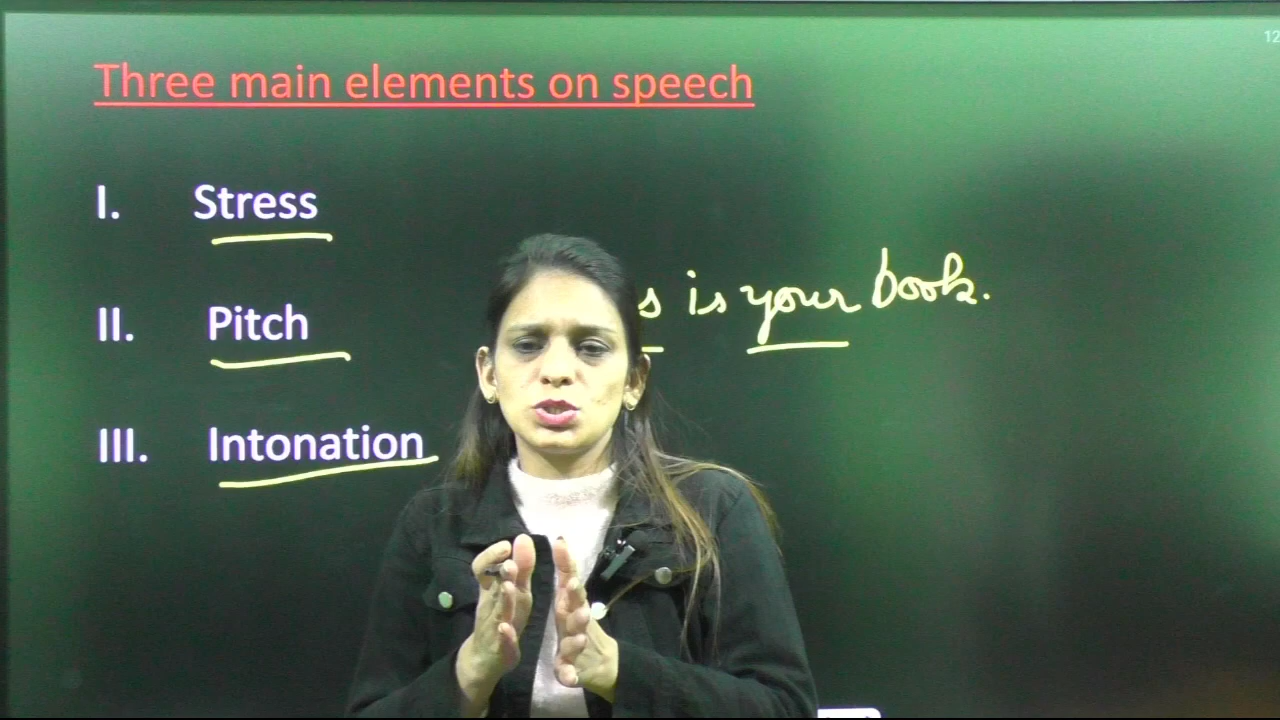 Three main elements on speech
I. Stress
s is your book.
II. Pitch
III. Intonation